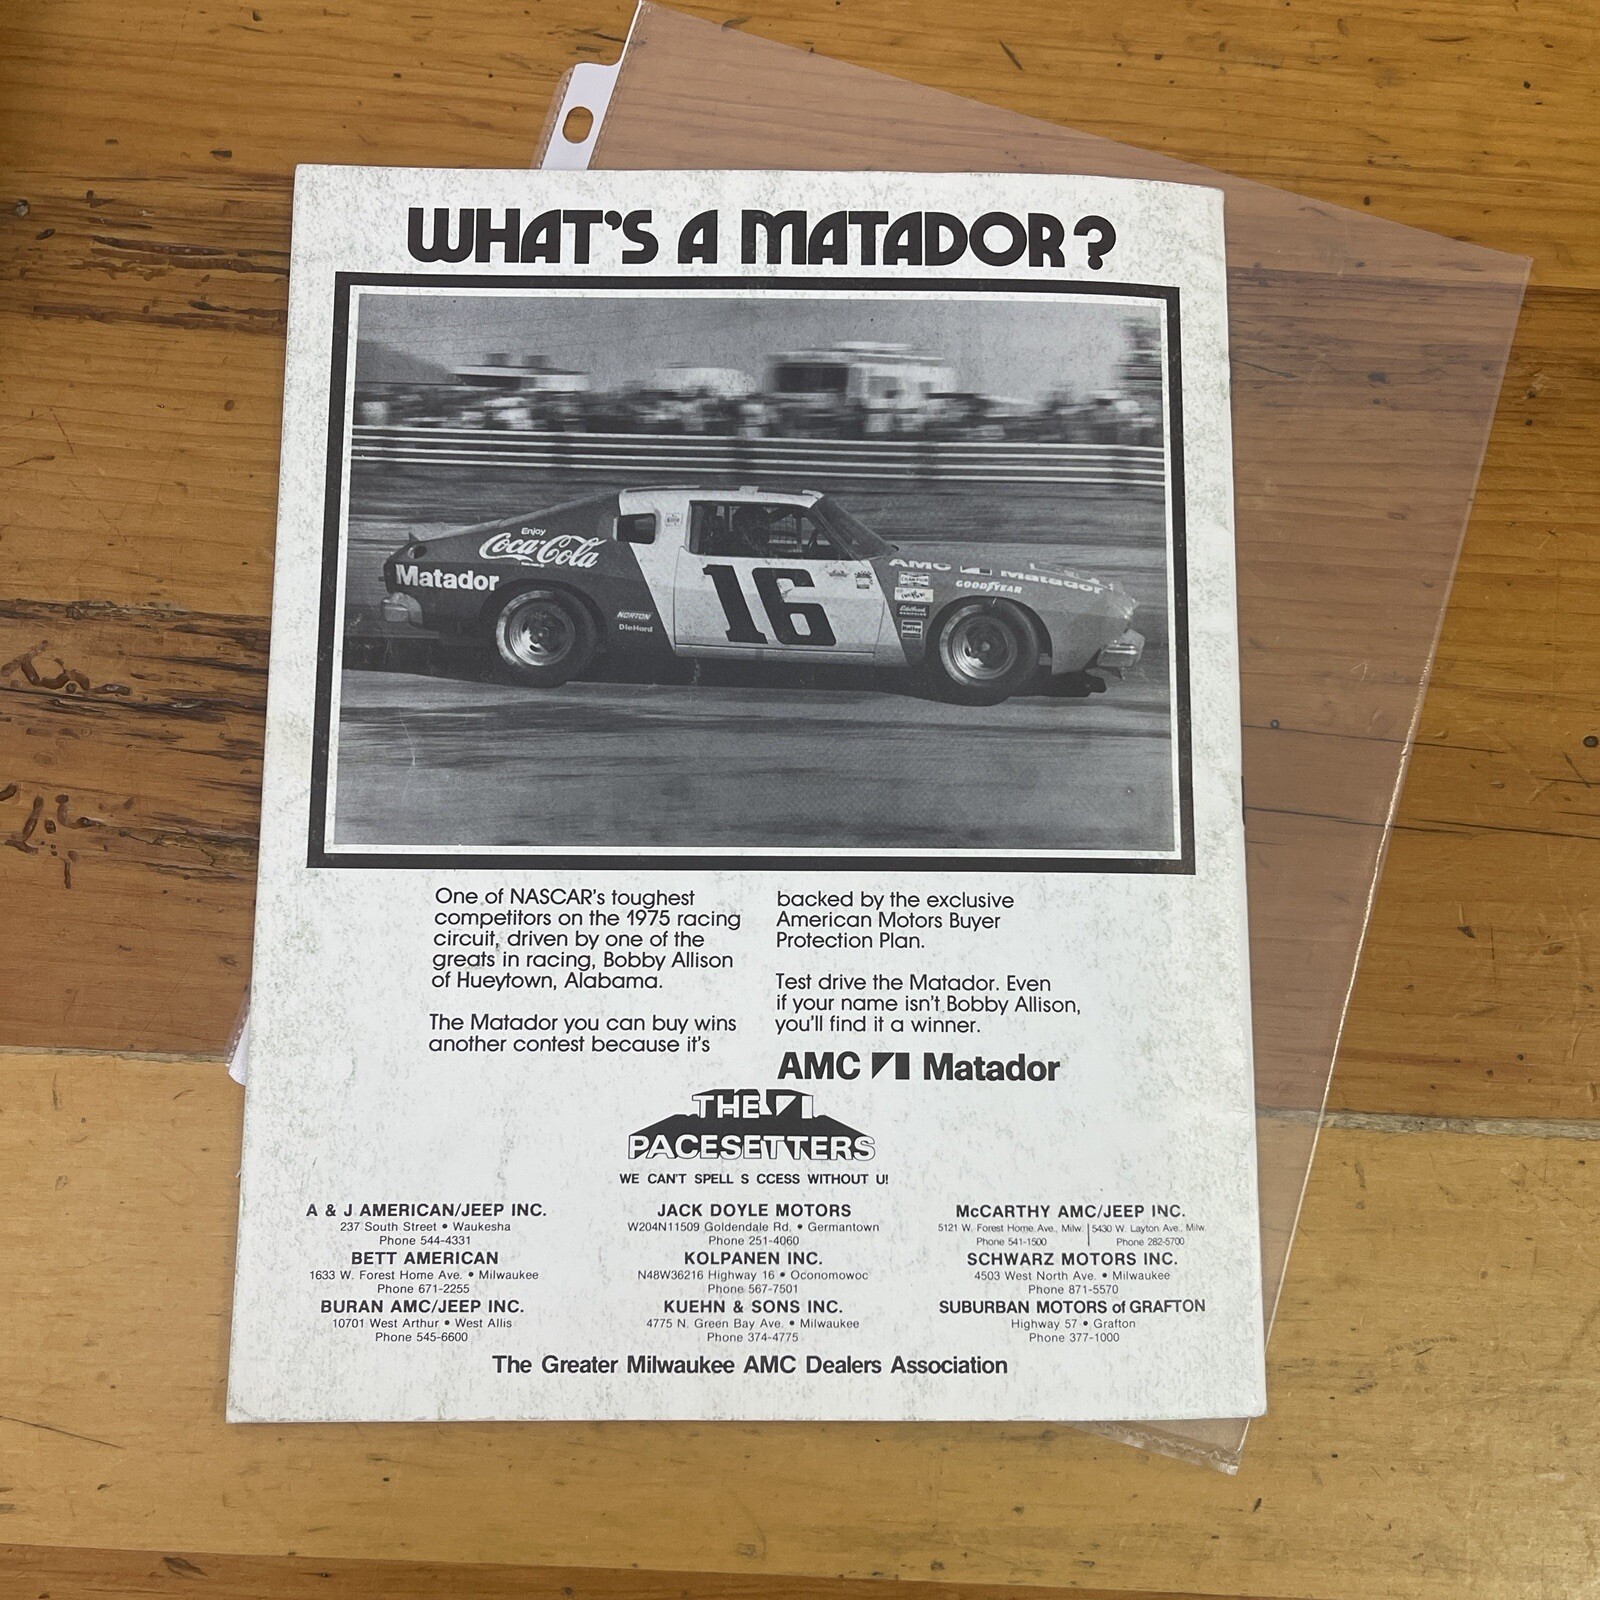 WHAT'S A MATADOR?
Enjoy
Coca-Cola
Matador
NORTON
DieHard
16
AMC Matador
GOODYEAR
CHAMPION
Edelbrock
One of NASCAR's toughest
competitors on the 1975 racing
circuit, driven by one of the
greats in racing, Bobby Allison
of Hueytown, Alabama.
The Matador you can buy wins
another contest because it's
backed by the exclusive
American Motors Buyer
Protection Plan.
Test drive the Matador. Even
if your name isn't Bobby Allison,
you'll find it a winner.
AMC Matador
THE
PACESETTERS
WE CAN'T SPELL S CCESS WITHOUT U!
A & J AMERICAN/JEEP INC.
237 South Street • Waukesha
Phone 544-4331
BETT AMERICAN
1633 W. Forest Home Ave. • Milwaukee
Phone 671-2255
BURAN AMC/JEEP INC.
10701 West Arthur • West Allis
Phone 545-6600
JACK DOYLE MOTORS
W204N11509 Goldendale Rd. • Germantown
Phone 251-4060
KOLPANEN INC.
N48W36216 Highway 16 • Oconomowoc
Phone 567-7501
KUEHN & SONS INC.
4775 N. Green Bay Ave. • Milwaukee
Phone 374-4775
McCARTHY AMC/JEEP INC.
5121 W. Forest Home Ave., Milw. | 5430 W. Layton Ave., Milw.
Phone 541-1500 | Phone 282-5700
SCHWARZ MOTORS INC.
4503 West North Ave. • Milwaukee
Phone 871-5570
SUBURBAN MOTORS of GRAFTON
Highway 57 • Grafton
Phone 377-1000
The Greater Milwaukee AMC Dealers Association